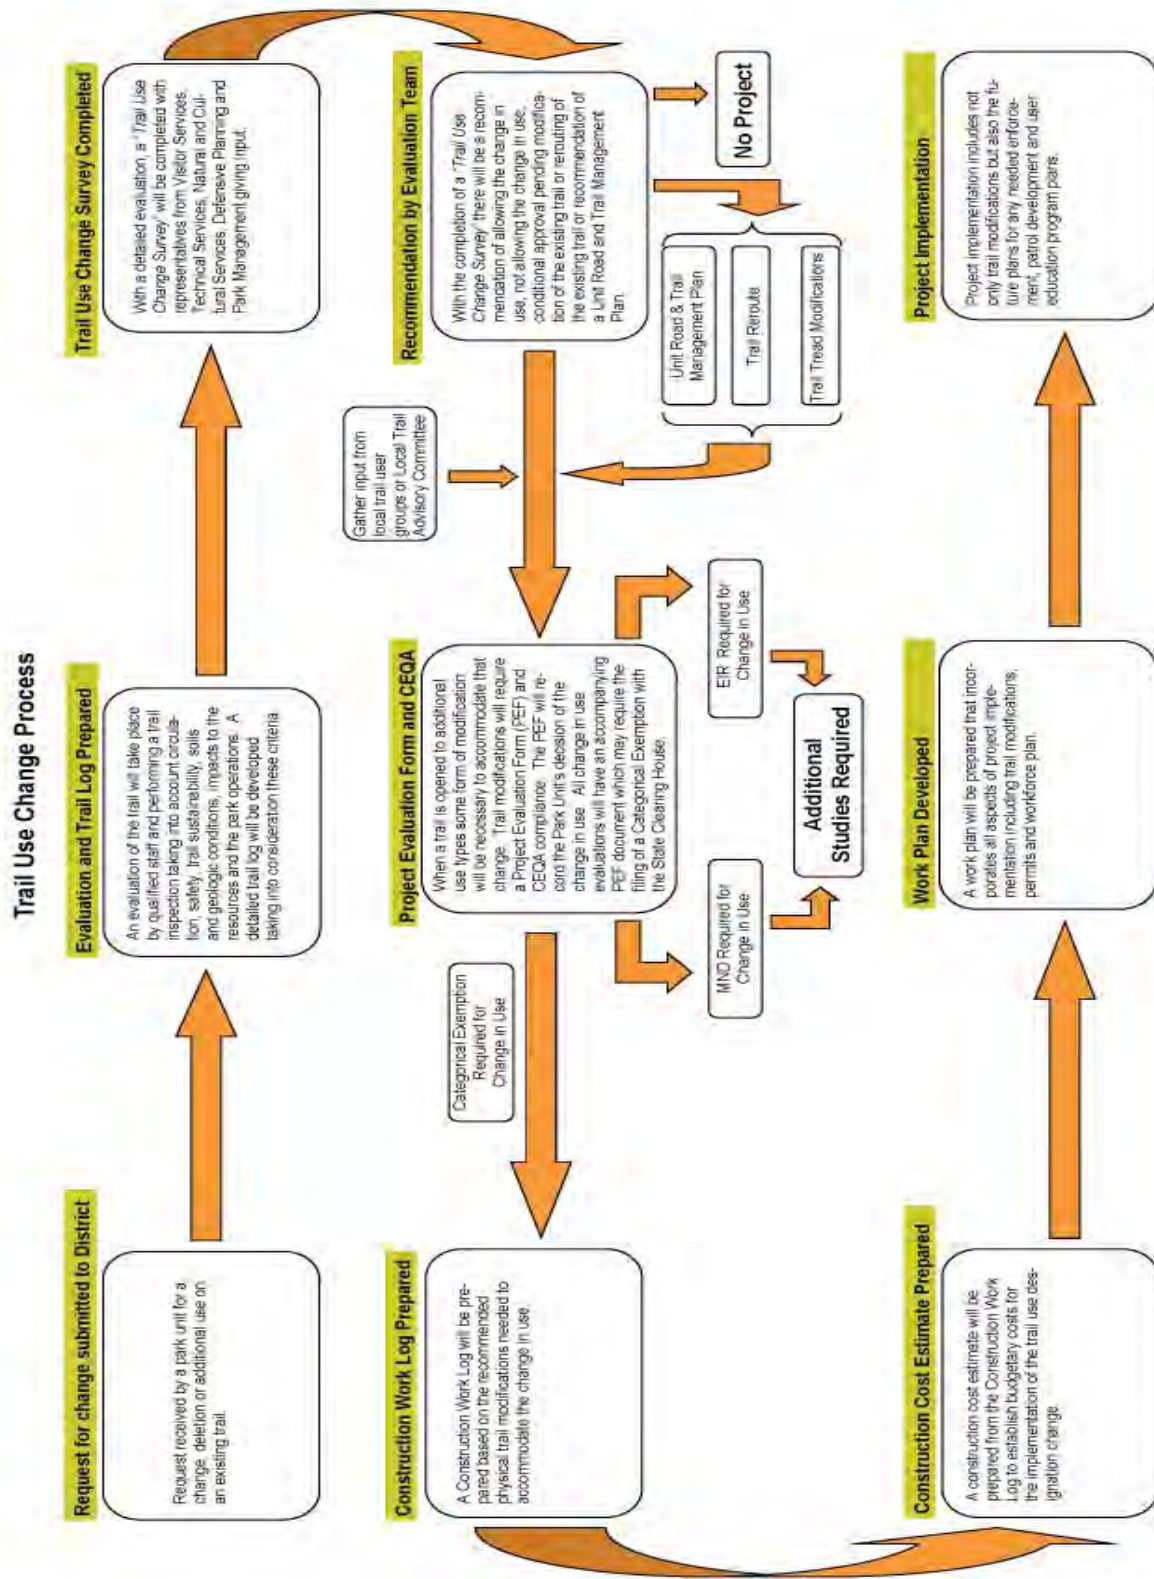 Trail Use Change Process
Request for change submitted to District
Request received by a park unit for a
change, deletion or additional use on
an existing trail.
Evaluation and Trail Log Prepared
An evaluation of the trail will take place
by qualified staff and performing a trail
inspection taking into account circula-
tion, safety, trail sustainability, soils
and geologic conditions, impacts to the
resources and the park operations. A
detailed trail log will be developed
taking into consideration these criteria
Trail Use Change Survey Completed
With a detailed evaluation, a "Trail Use
Change Survey" will be completed with
representatives from Visitor Services,
Technical Services, Natural and Cul-
tural Services, Defensive Planning and
Park Management giving input.
Recommendation by Evaluation Team
With the completion of a "Trail Use
Change Survey" there will be a recom-
mendation of allowing the change in
use, not allowing the change in use,
conditional approval pending modifica-
tion of the existing trail or rerouting of
the existing trail or recommendation of
a Unit Road and Trail Management
Plan.
No Project
Unit Road & Trail
Management Plan
Trail Reroute
Trail Tread Modifications
Gather input from
local trail user
groups or Local Trail
Advisory Committee
Project Evaluation Form and CEQA
When a trail is opened to additional
use types some form of modification
will be necessary to accommodate that
change. Trail modifications will require
a Project Evaluation Form (PEF) and
CEQA compliance. The PEF will re-
cord the Park Unit's decision of the
change in use. All change in use
evaluations will have an accompanying
PEF document which may require the
filing of a Categorical Exemption with
the State Clearing House.
MND Required for
Change in Use
EIR Required for
Change in Use
Additional
Studies Required
Categorical Exemption
Required for
Change in Use
Construction Work Log Prepared
A Construction Work Log will be pre-
pared based on the recommended
physical trail modifications needed to
accommodate the change in use.
Construction Cost Estimate Prepared
A construction cost estimate will be
prepared from the Construction Work
Log to establish budgetary costs for
the implementation of the trail use des-
ignation change.
Work Plan Developed
A work plan will be prepared that incor-
porates all aspects of project imple-
mentation including trail modifications,
permits and workforce plan.
Project Implementation
Project implementation includes not
only trail modifications but also the fu-
ture plans for any needed enforce-
ment, patrol development and user
education program plans.